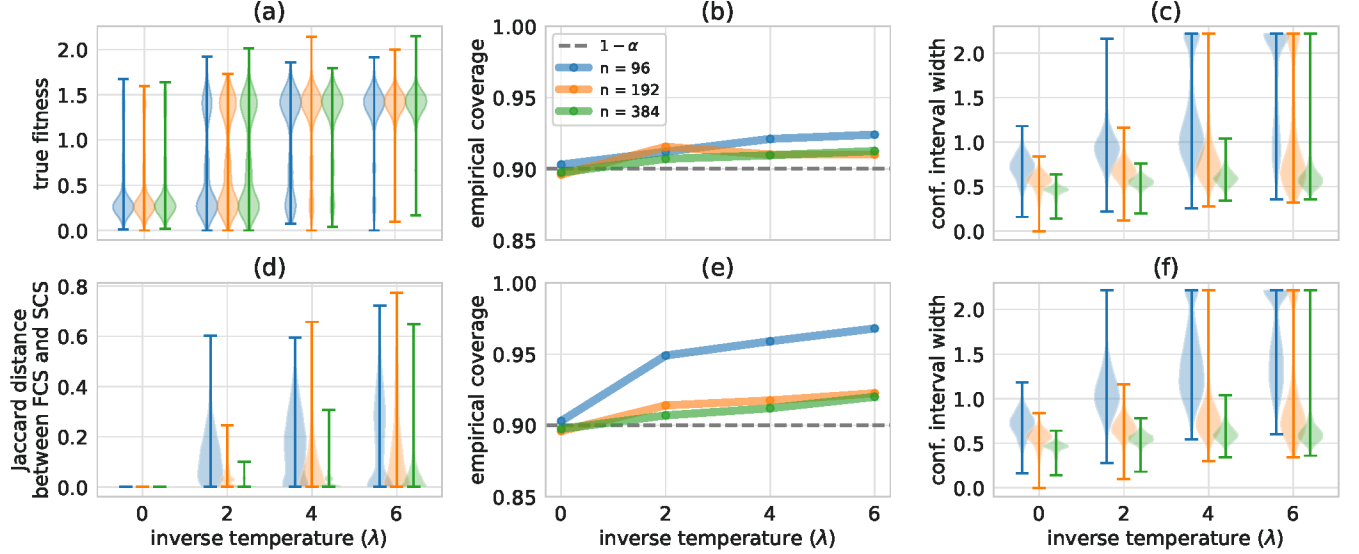 (a)
true fitness
2.0
1.5
1.0
0.5
0.0
0
2
4
6
(b)
empirical coverage
1.00
0.95
0.90
0.85
1 − α
n = 96
n = 192
n = 384
(c)
conf. interval width
2.0
1.5
1.0
0.5
0.0
(d)
Jaccard distance
between FCS and SCS
0.8
0.6
0.4
0.2
0.0
0
2
4
6
inverse temperature (λ)
(e)
empirical coverage
1.00
0.95
0.90
0.85
0
2
4
6
inverse temperature (λ)
(f)
conf. interval width
2.0
1.5
1.0
0.5
0.0
0
2
4
6
inverse temperature (λ)